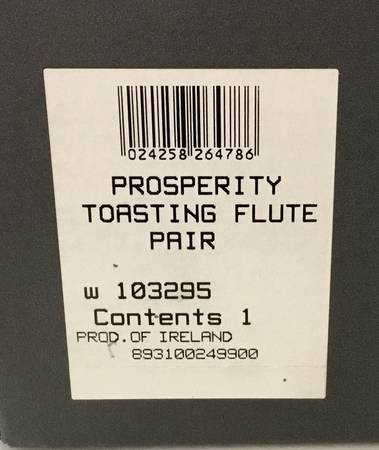 024258 264786
PROSPERITY
TOASTING FLUTE
PAIR
w 103295
Contents 1
PROD.OF IRELAND
893100249900